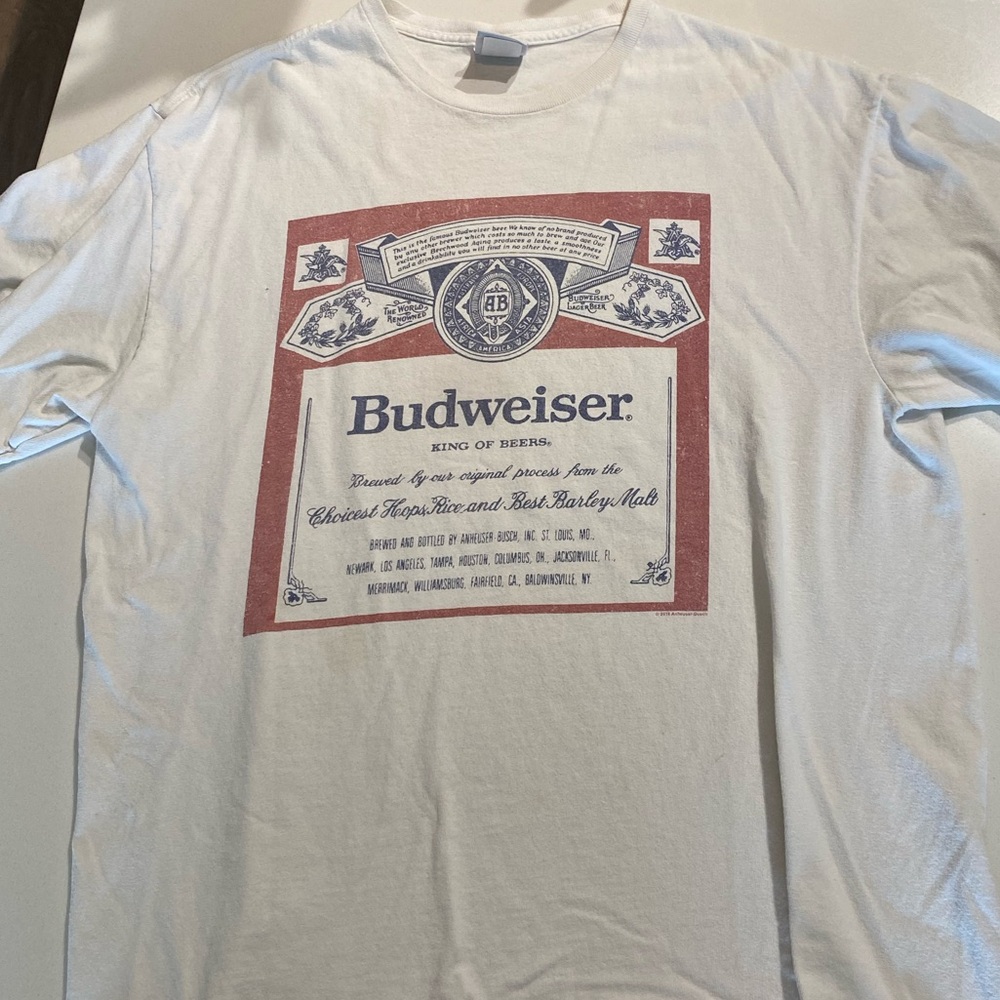 This is the famous Budweiser beer. We know of no brand produced
by any other brewer which costs so much to brew and age. Our
exclusive Beechwood Aging produces a taste, a smoothness
and a drinkability you will find in no other beer at any price.
THE WORLD
RENOWNED
BUDWEISER
LAGER BEER
AB
AMERICA
Budweiser®
KING OF BEERS®
Brewed by our original process from the
Choicest Hops, Rice and Best Barley Malt
BREWED AND BOTTLED BY ANHEUSER-BUSCH, INC. ST. LOUIS, MO.,
NEWARK, LOS ANGELES, TAMPA, HOUSTON, COLUMBUS, OH., JACKSONVILLE, FL.,
MERRIMACK, WILLIAMSBURG, FAIRFIELD, CA., BALDWINSVILLE, NY.
Anheuser-Busch